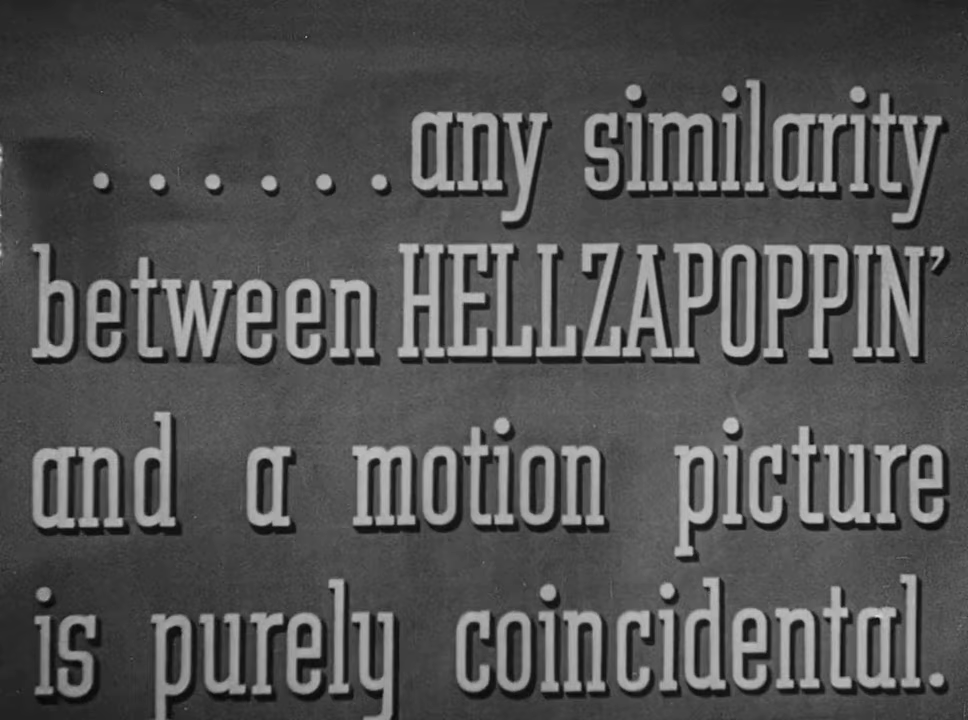 ......any similarity
between HELLZAPOPPIN'
and a motion picture
is purely coincidental.